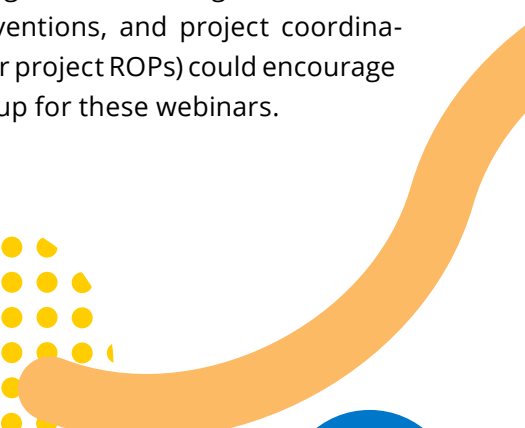 ventions, and project coordina-
r project ROPs) could encourage
up for these webinars.